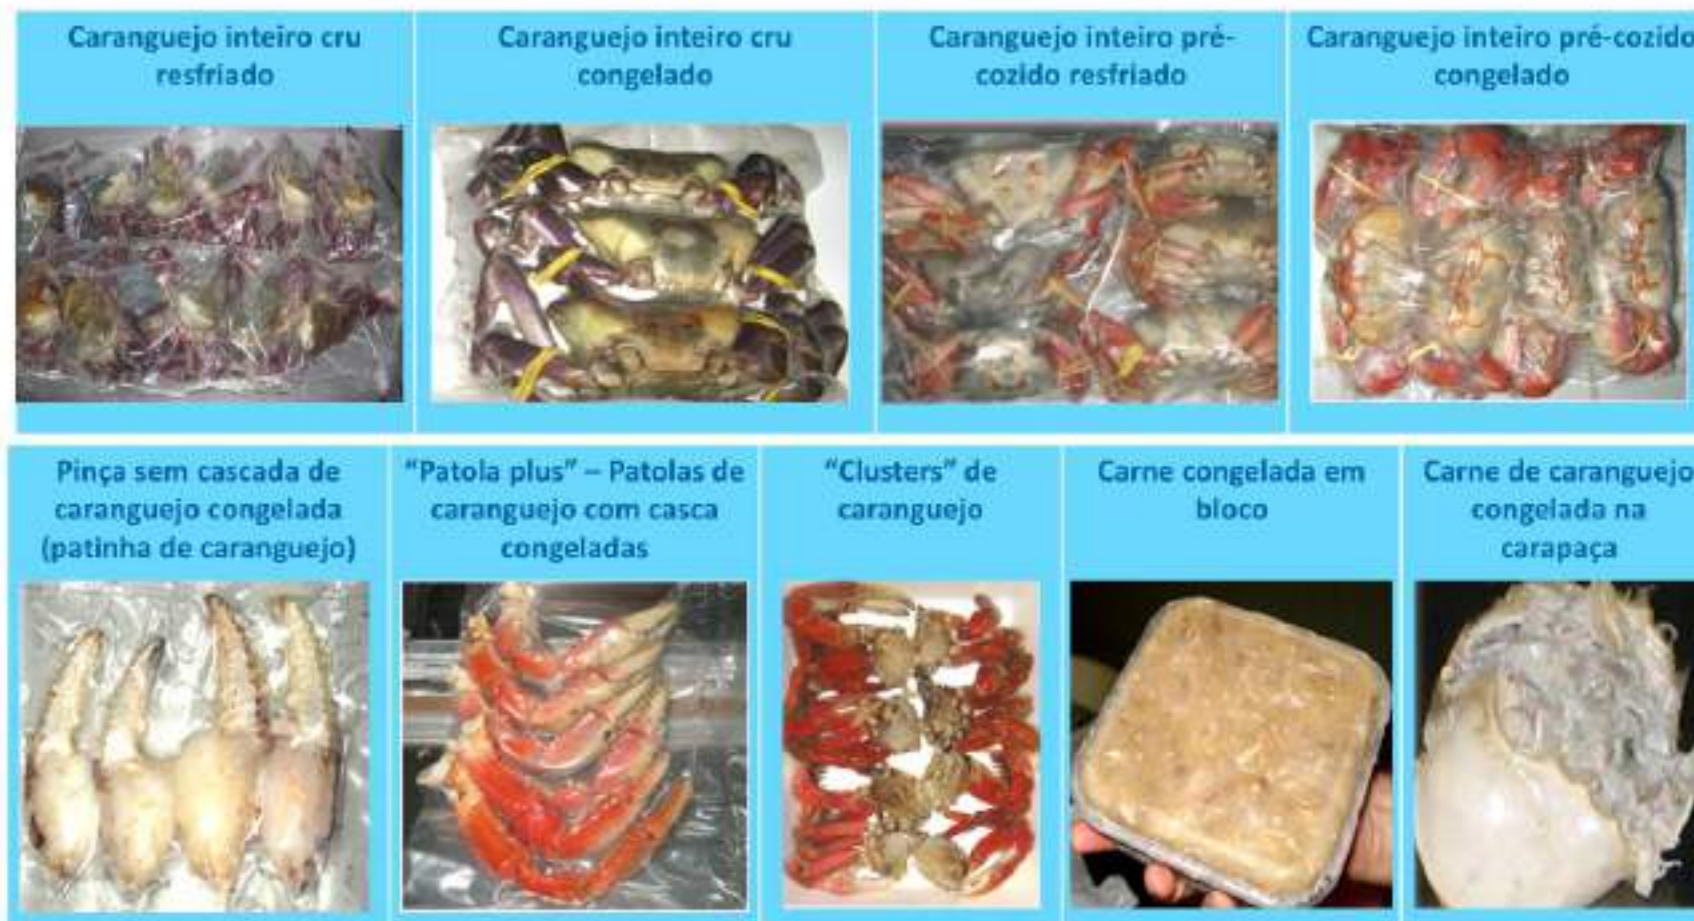 Caranguejo inteiro cru
resfriado
Caranguejo inteiro cru
congelado
Caranguejo inteiro pré-
cozido resfriado
Caranguejo inteiro pré-cozido
congelado
Pinça sem cascada de
caranguejo congelada
(patinha de caranguejo)
“Patola plus” – Patolas de
caranguejo com casca
congeladas
“Clusters” de
caranguejo
Carne congelada em
bloco
Carne de caranguejo
congelada na
carapaça